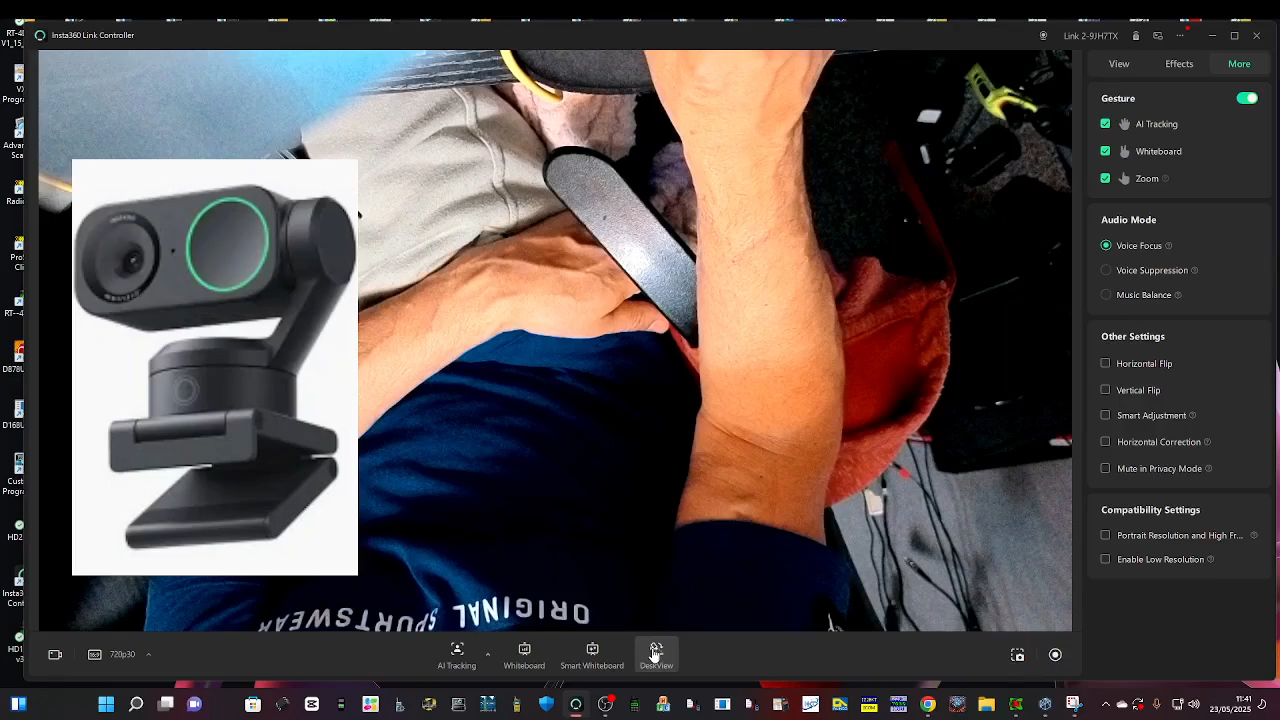 Insta360 Link Controller
Link 2-9JH7TX
View Effects More
Gesture
AI Tracking
Whiteboard
Zoom
Audio Mode
Voice Focus
Voice Suppression
Music Balance
Other Settings
Horizontal Flip
Vertical Flip
Smart Adjustment
Horizontal Correction
Mute in Privacy Mode
Compatibility Settings
Portrait Resolution and High Fr...
Enable Low Resolution
ORIGINAL SPORTSWEAR
16:9 720p30
AI Tracking Whiteboard Smart Whiteboard DeskView
11:41
23/05/2025